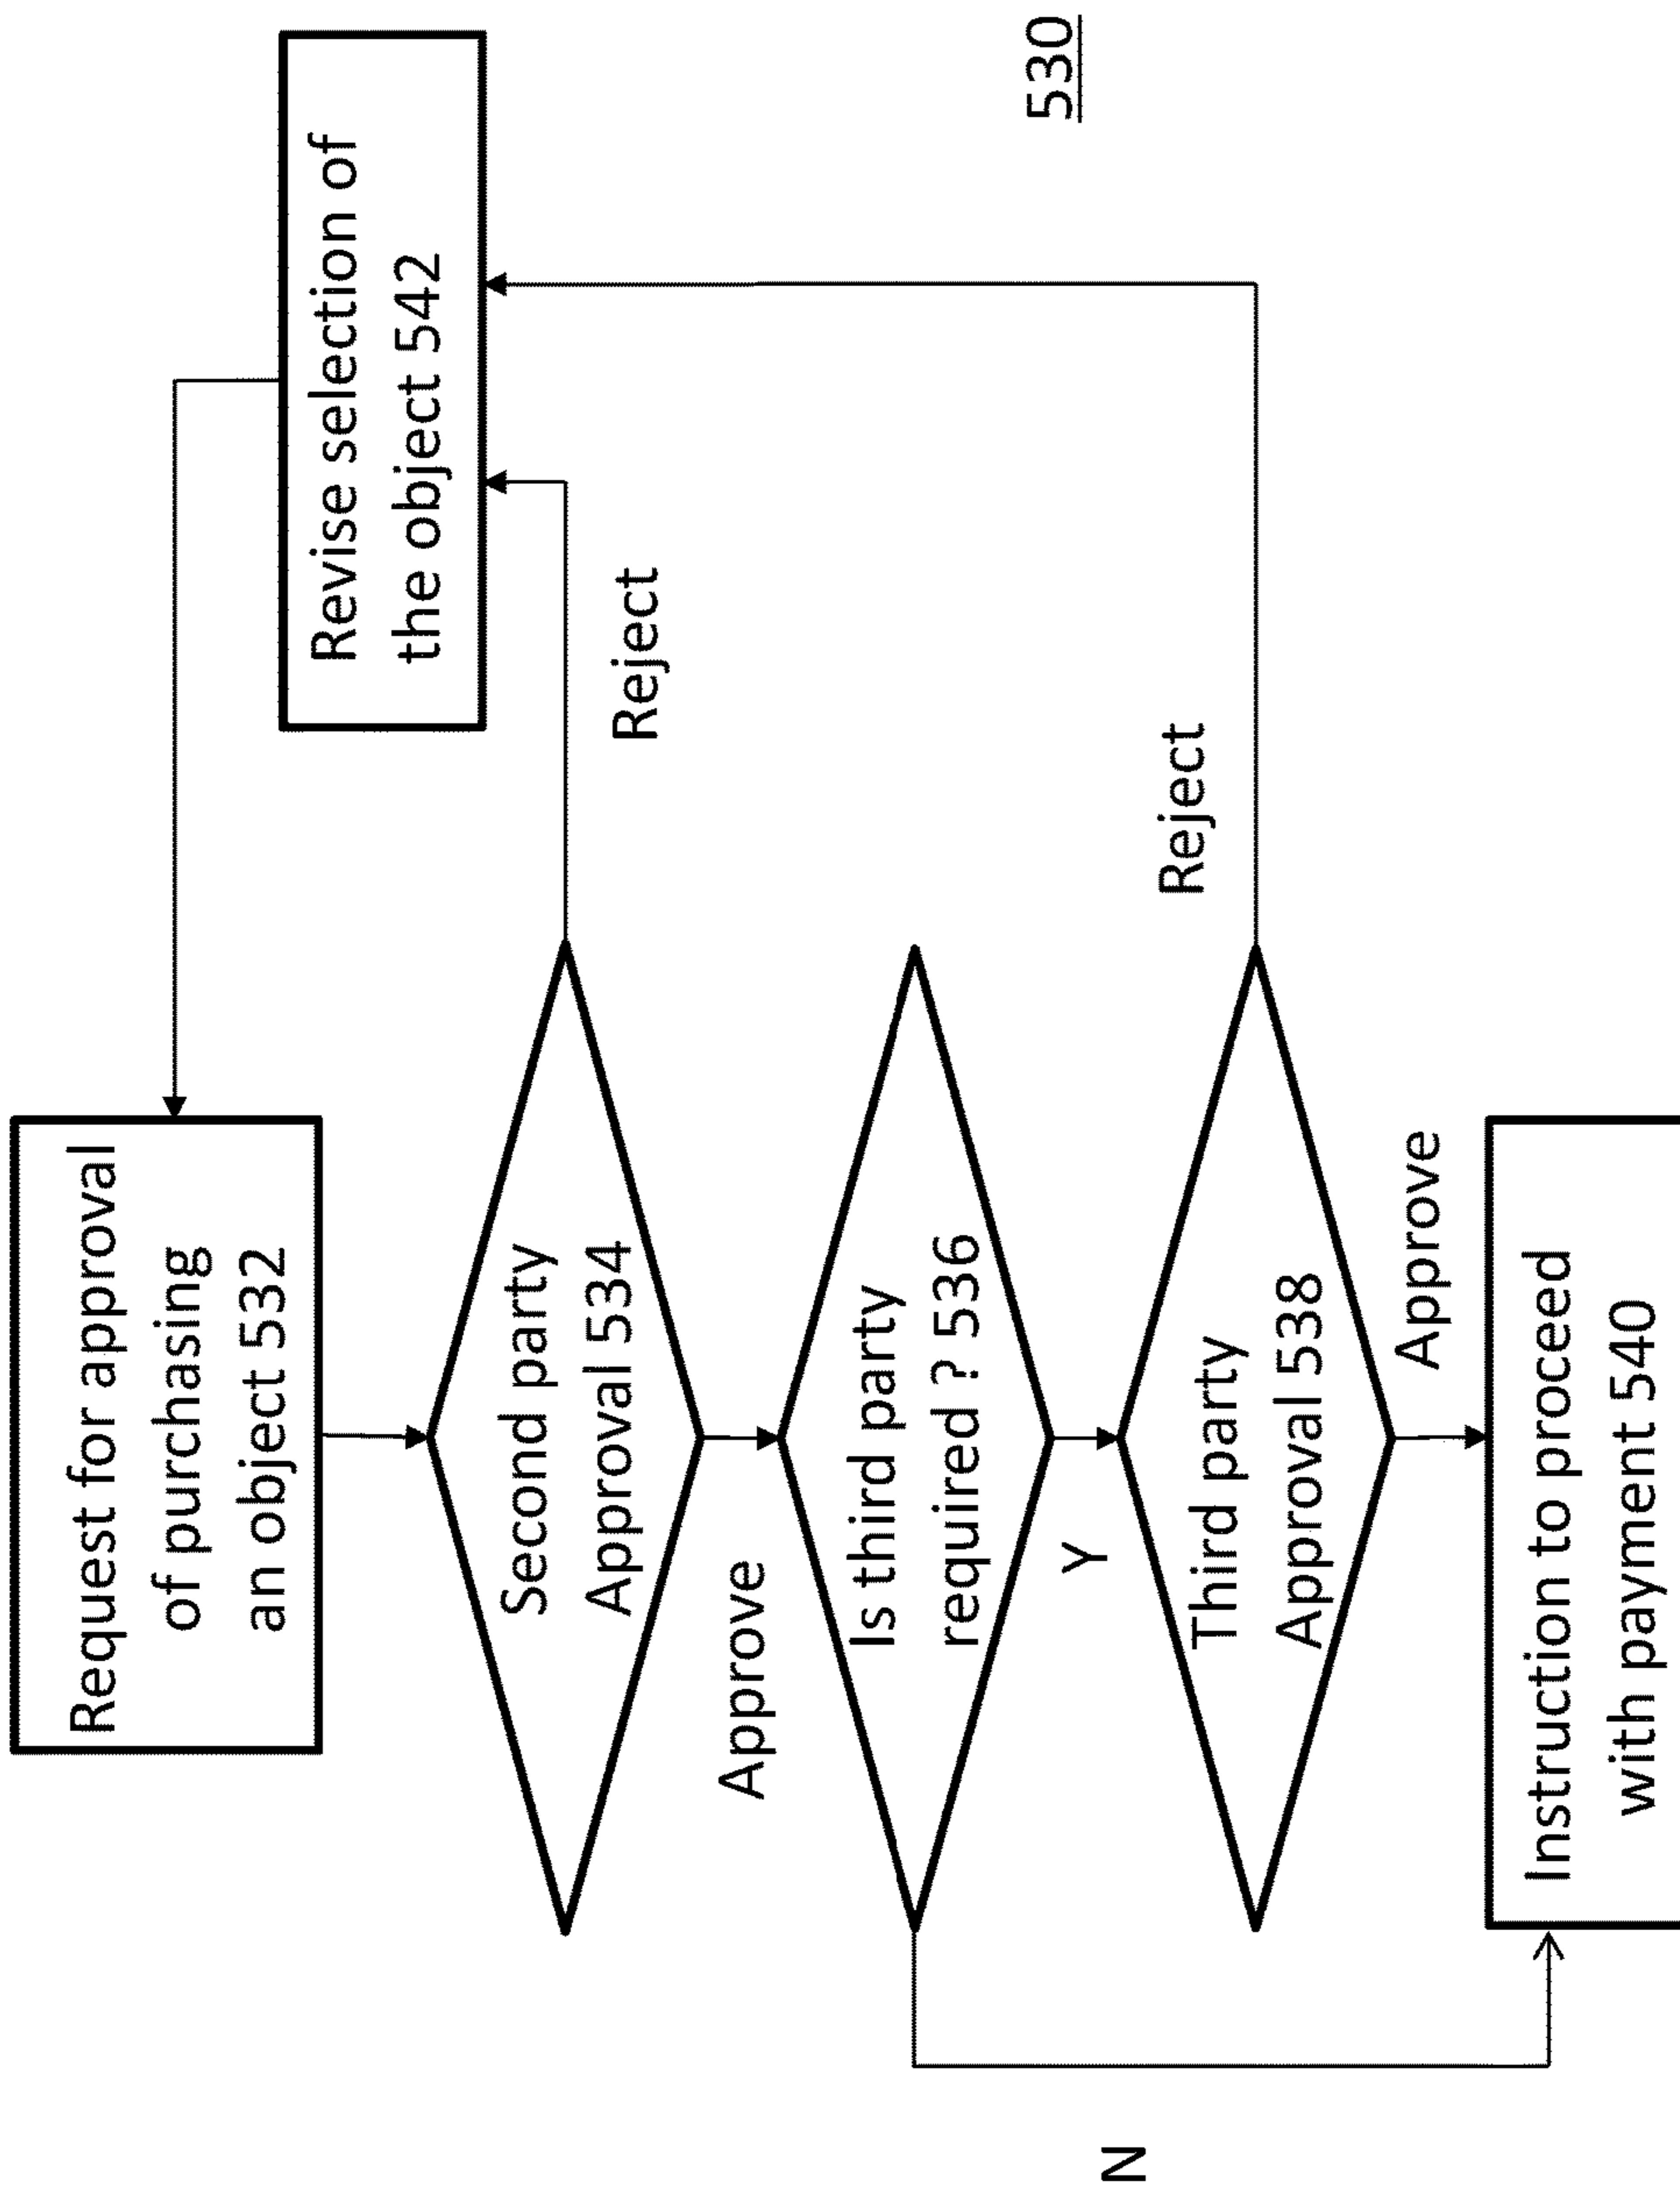 Request for approval
of purchasing
an object 532
Revise selection of
the object 542
Second party
Approval 534
Reject
Approve
Is third party
required ? 536
530
Y
N
Third party
Approval 538
Reject
Approve
Instruction to proceed
with payment 540